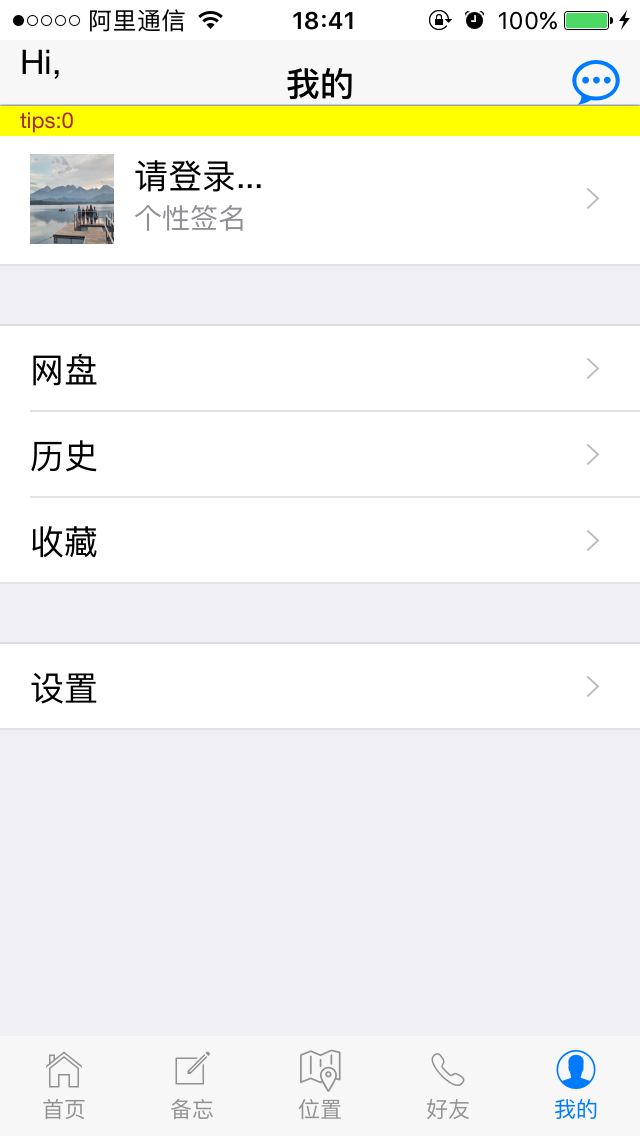 阿里通信 18:41 100%
Hi,
我的
tips:0
请登录...
个性签名
网盘
历史
收藏
设置
首页 备忘 位置 好友 我的